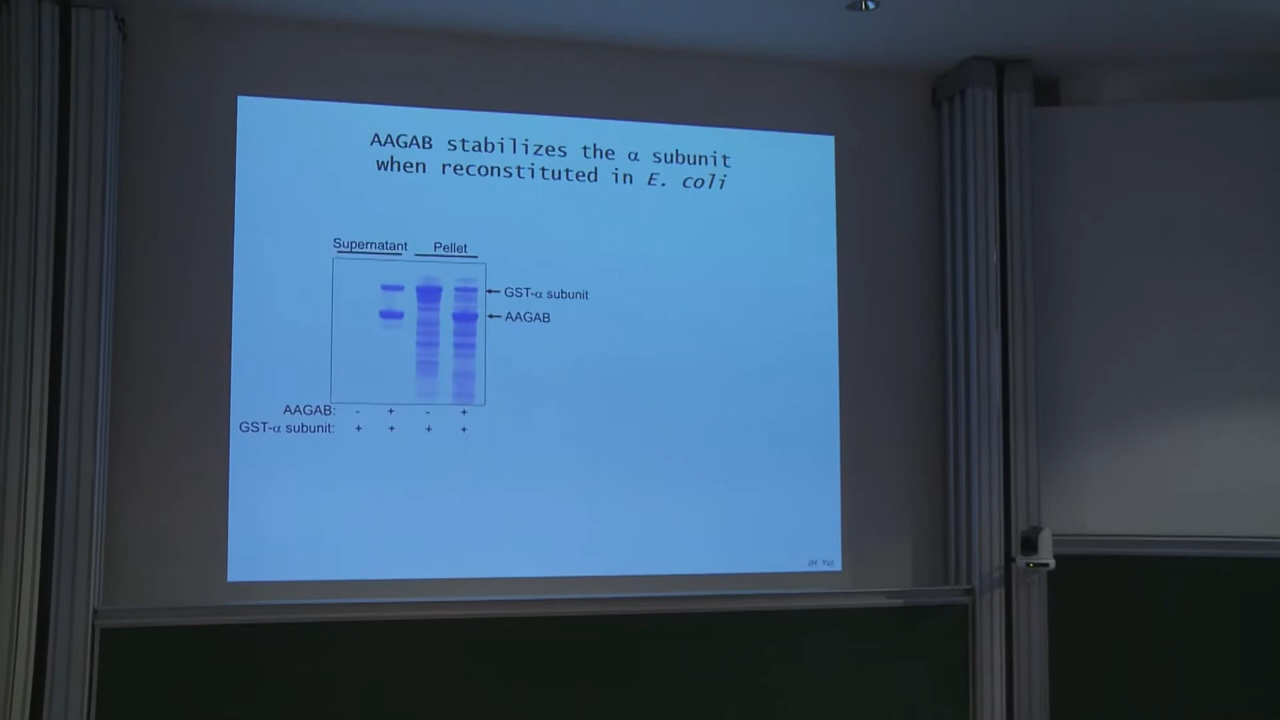 AAGAB stabilizes the α subunit
when reconstituted in E. coli
Supernatant Pellet
GST-α subunit
AAGAB
AAGAB: - + - +
GST-α subunit: + + + +